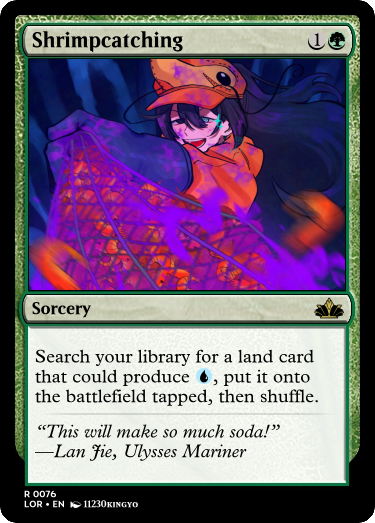 Shrimpcatching 1
Sorcery
Search your library for a land card
that could produce , put it onto
the battlefield tapped, then shuffle.
“This will make so much soda!”
—Lan Jie, Ulysses Mariner
R 0076
LOR • EN 11230KINGYO